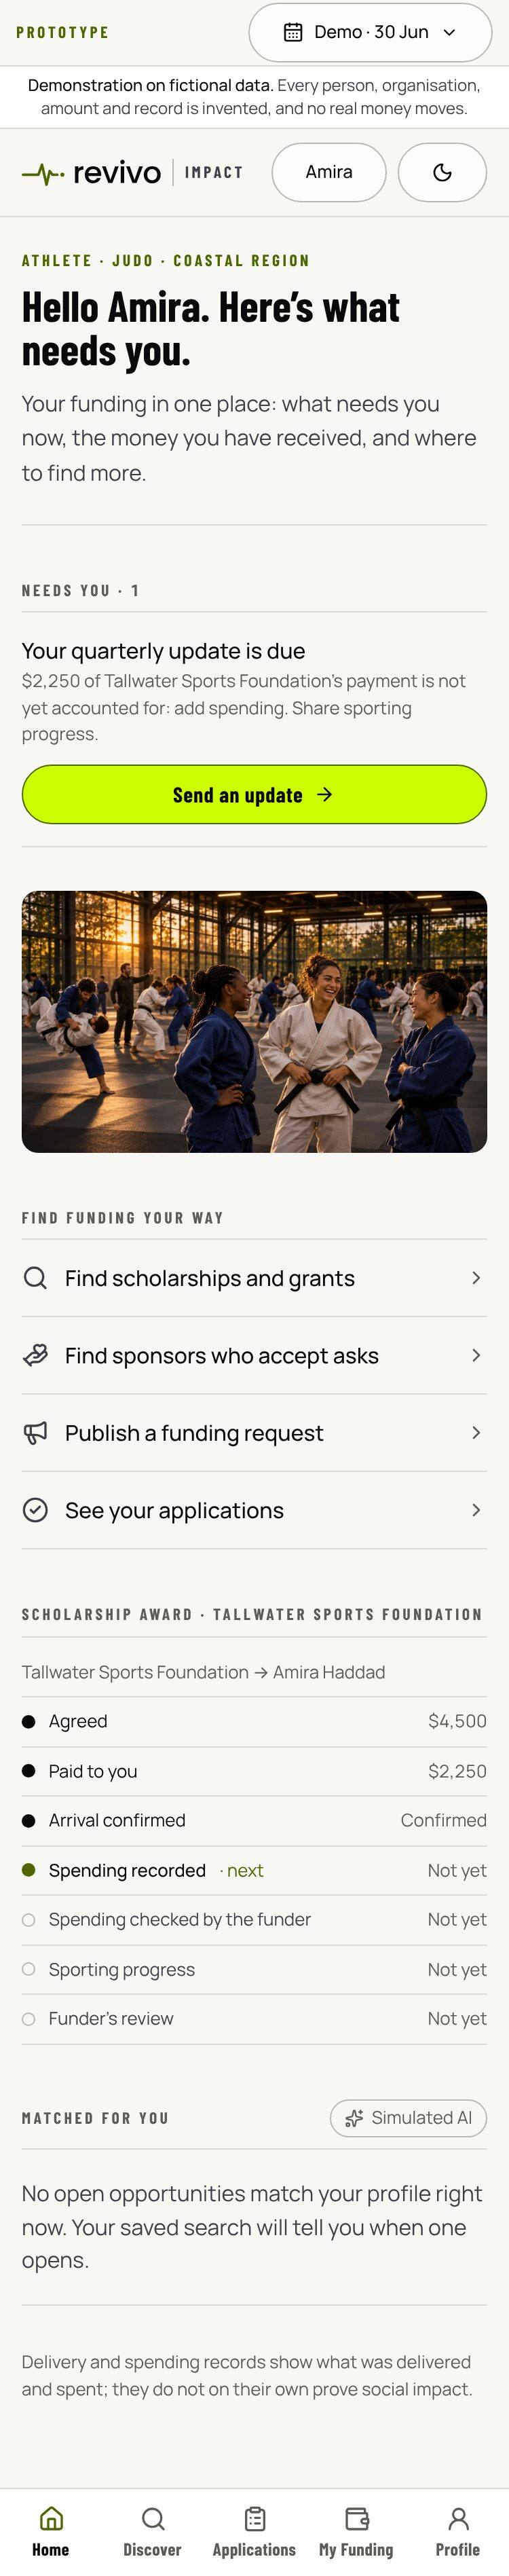 PROTOTYPE
Demo · 30 Jun
Demonstration on fictional data. Every person, organisation,
amount and record is invented, and no real money moves.
revivo
IMPACT
Amira
ATHLETE · JUDO · COASTAL REGION
Hello Amira. Here’s what
needs you.
Your funding in one place: what needs you
now, the money you have received, and where
to find more.
NEEDS YOU · 1
Your quarterly update is due
$2,250 of Tallwater Sports Foundation’s payment is not
yet accounted for: add spending. Share sporting
progress.
Send an update →
FIND FUNDING YOUR WAY
Find scholarships and grants
Find sponsors who accept asks
Publish a funding request
See your applications
SCHOLARSHIP AWARD · TALLWATER SPORTS FOUNDATION
Tallwater Sports Foundation → Amira Haddad
Agreed $4,500
Paid to you $2,250
Arrival confirmed Confirmed
Spending recorded · next Not yet
Spending checked by the funder Not yet
Sporting progress Not yet
Funder’s review Not yet
MATCHED FOR YOU
Simulated AI
No open opportunities match your profile right
now. Your saved search will tell you when one
opens.
Delivery and spending records show what was delivered
and spent; they do not on their own prove social impact.
Home
Discover
Applications
My Funding
Profile